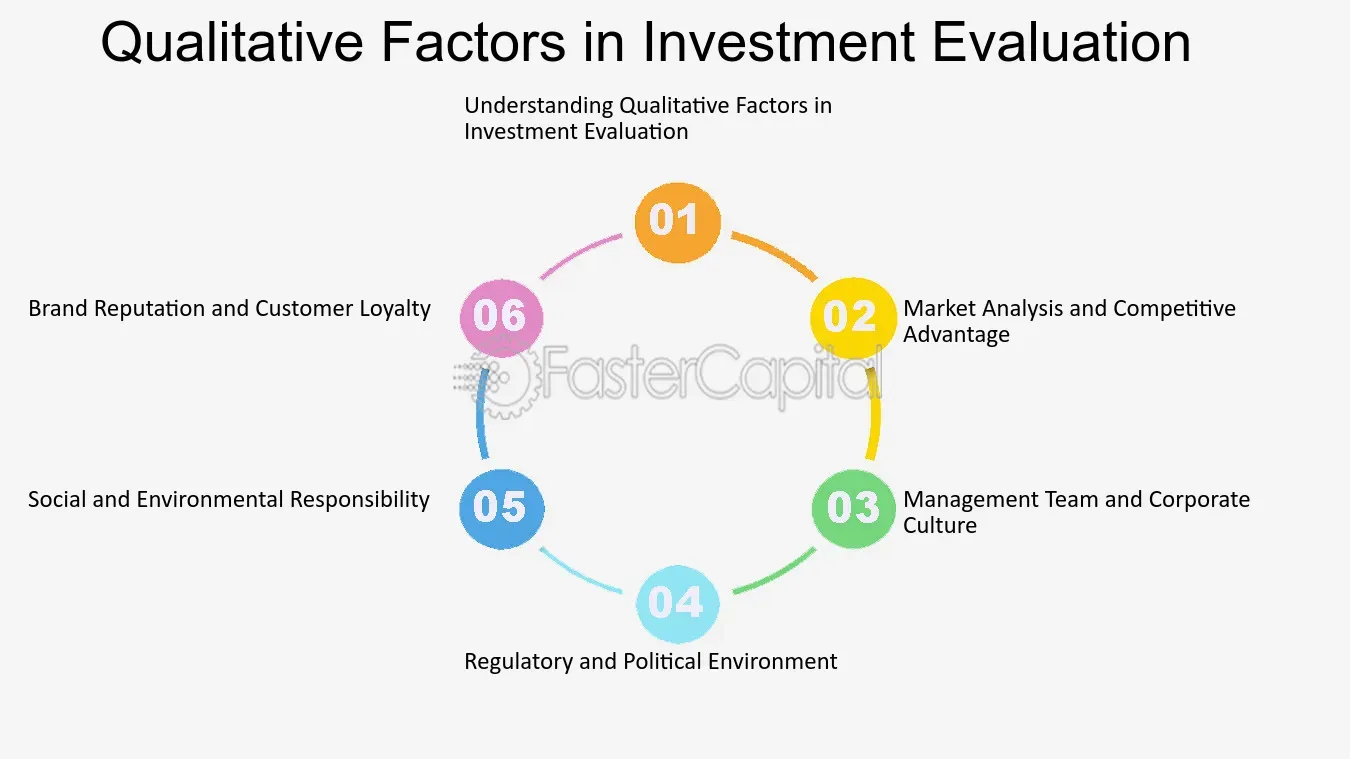 Qualitative Factors in Investment Evaluation
Understanding Qualitative Factors in
Investment Evaluation
01
02
Market Analysis and Competitive
Advantage
03
Management Team and Corporate
Culture
04
Regulatory and Political Environment
05
Social and Environmental Responsibility
06
Brand Reputation and Customer Loyalty
FasterCapital